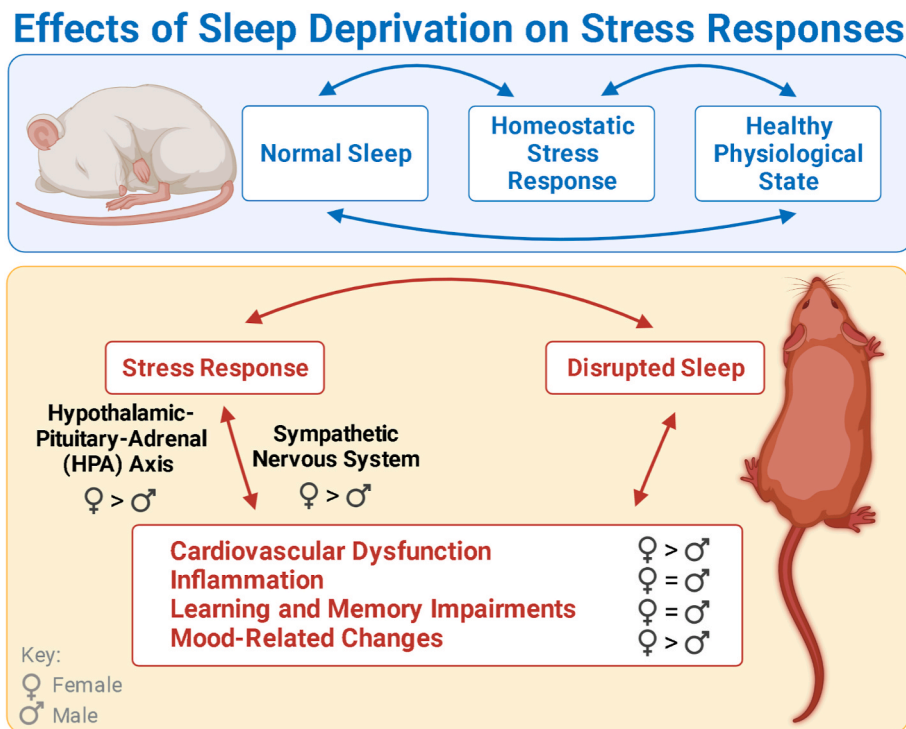 Effects of Sleep Deprivation on Stress Responses
Normal Sleep
Homeostatic
Stress
Response
Healthy
Physiological
State
Stress Response
Disrupted Sleep
Hypothalamic-
Pituitary-Adrenal
(HPA) Axis
♀ > ♂
Sympathetic
Nervous System
♀ > ♂
Cardiovascular Dysfunction ♀ > ♂
Inflammation ♀ = ♂
Learning and Memory Impairments ♀ = ♂
Mood-Related Changes ♀ > ♂
Key:
♀ Female
♂ Male